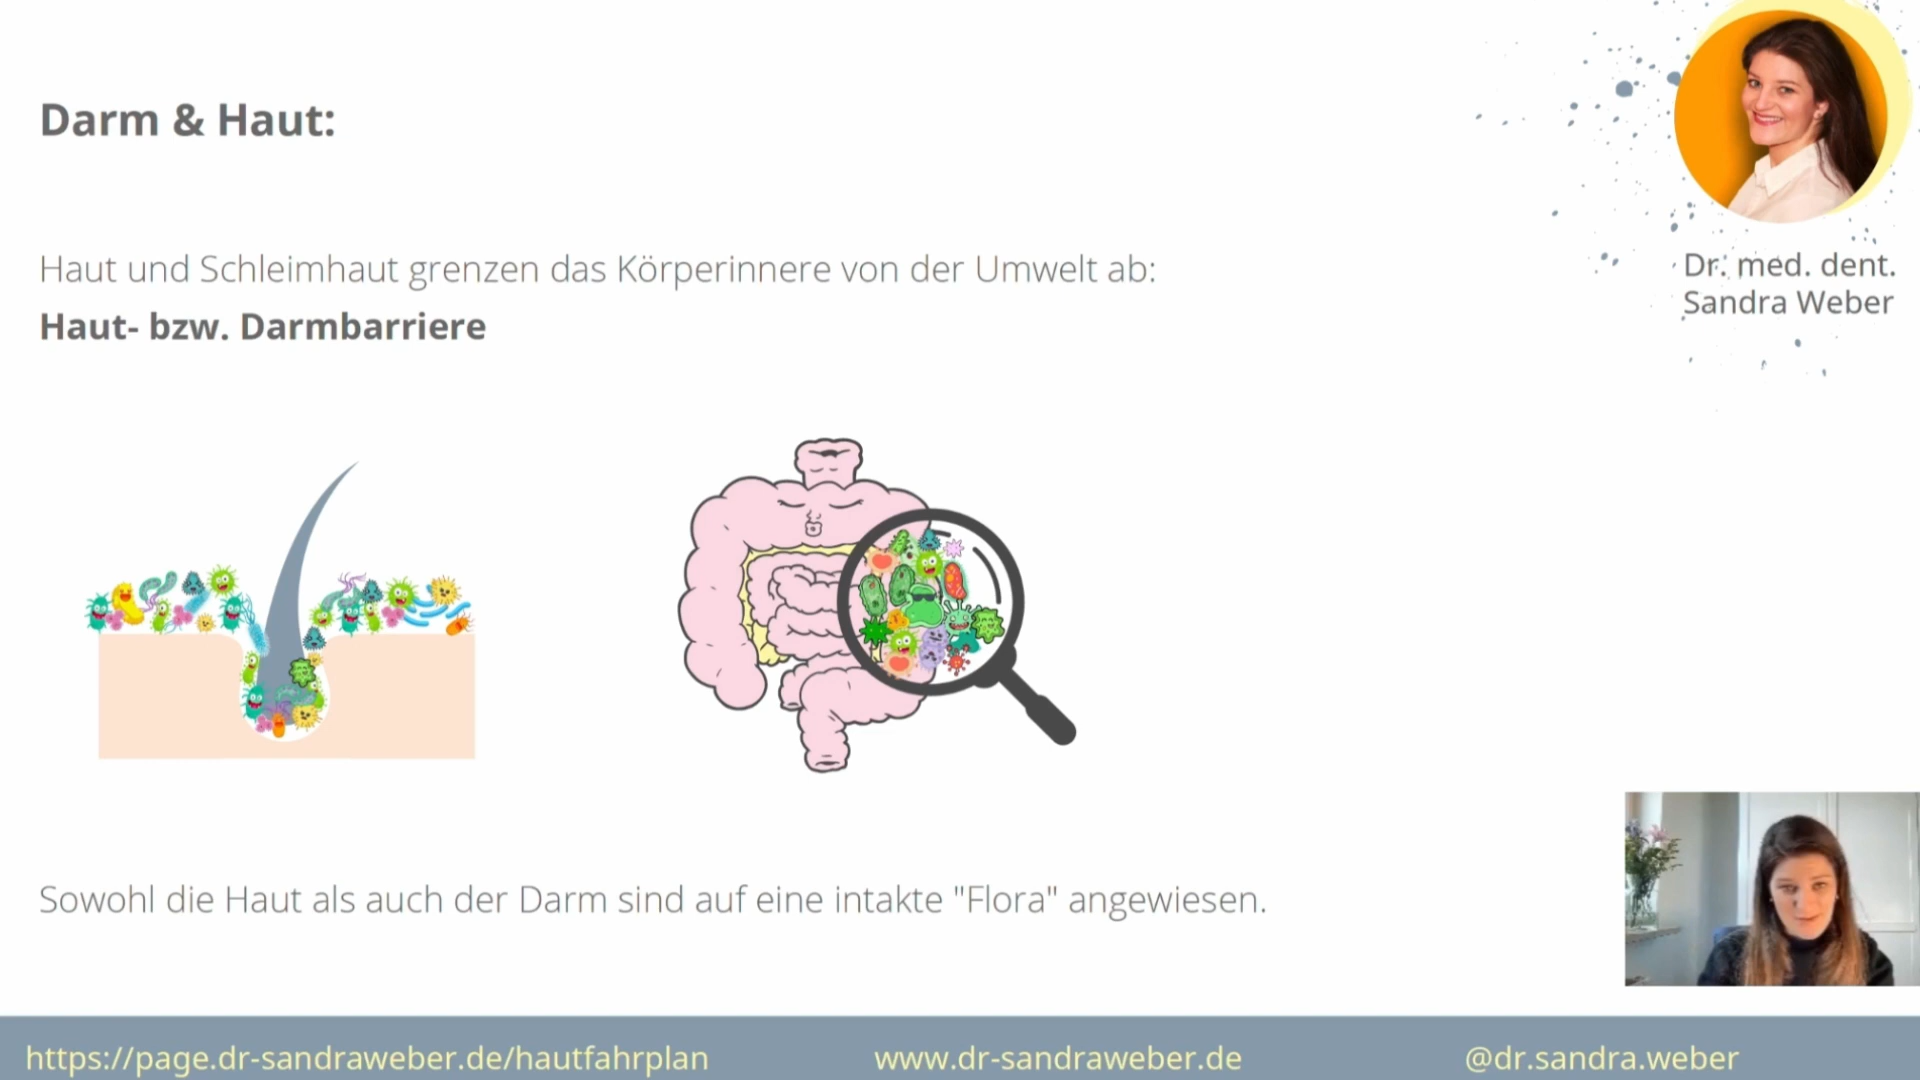 Darm & Haut:
Haut und Schleimhaut grenzen das Körperinnere von der Umwelt ab:
Haut- bzw. Darmbarriere
Dr. med. dent.
Sandra Weber
Sowohl die Haut als auch der Darm sind auf eine intakte "Flora" angewiesen.
https://page.dr-sandraweber.de/hautfahrplan
www.dr-sandraweber.de
@dr.sandra.weber